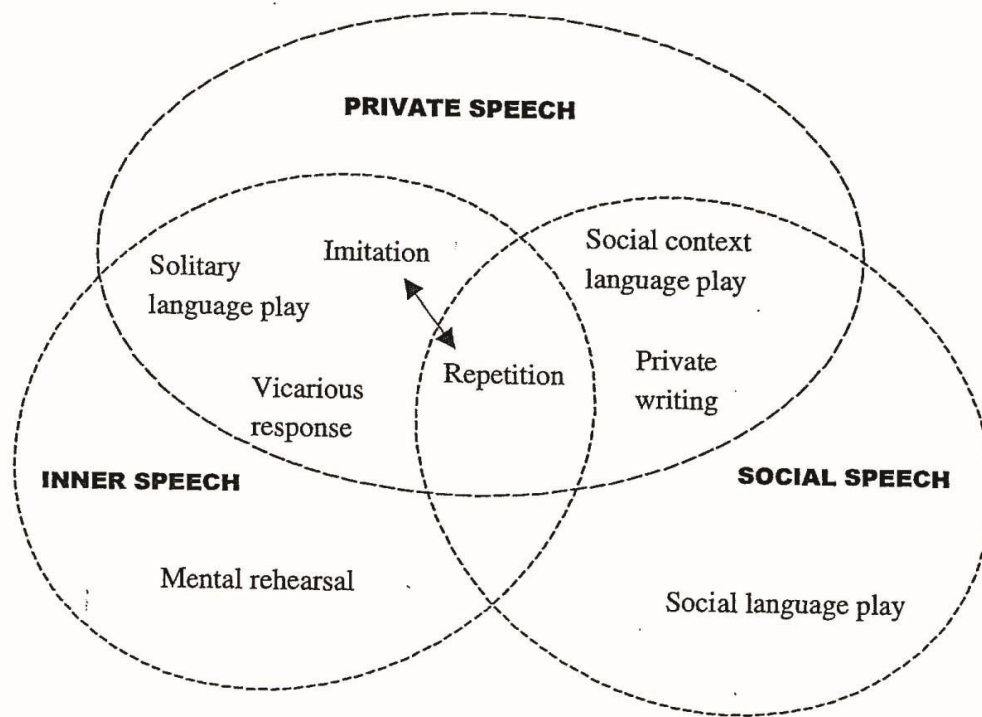 PRIVATE SPEECH
Solitary
language play
Imitation
Social context
language play
Vicarious
response
Repetition
Private
writing
INNER SPEECH
SOCIAL SPEECH
Mental rehearsal
Social language play